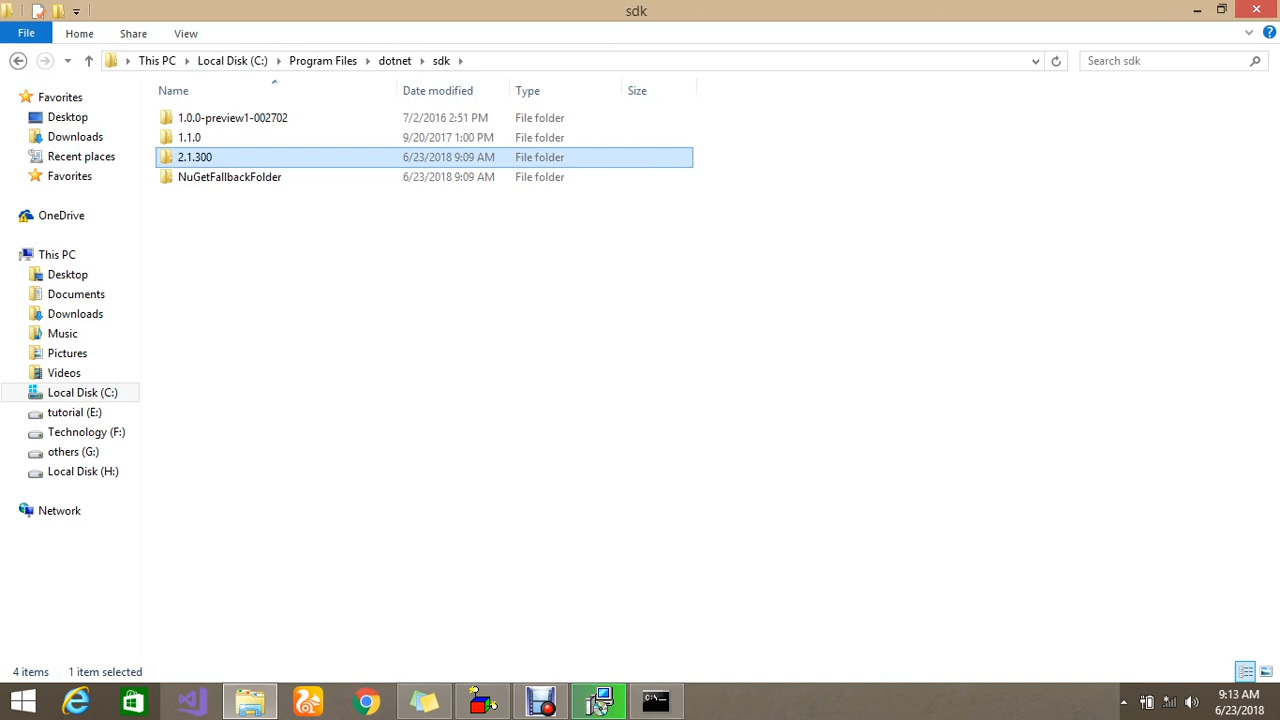 sdk
File
Home
Share
View
This PC
Local Disk (C:)
Program Files
dotnet
sdk
Search sdk
Name
Date modified
Type
Size
Favorites
Desktop
Downloads
Recent places
Favorites
OneDrive
This PC
Desktop
Documents
Downloads
Music
Pictures
Videos
Local Disk (C:)
tutorial (E:)
Technology (F:)
others (G:)
Local Disk (H:)
Network
1.0.0-preview1-002702 7/2/2016 2:51 PM File folder
1.1.0 9/20/2017 1:00 PM File folder
2.1.300 6/23/2018 9:09 AM File folder
NuGetFallbackFolder 6/23/2018 9:09 AM File folder
4 items 1 item selected
9:13 AM
6/23/2018